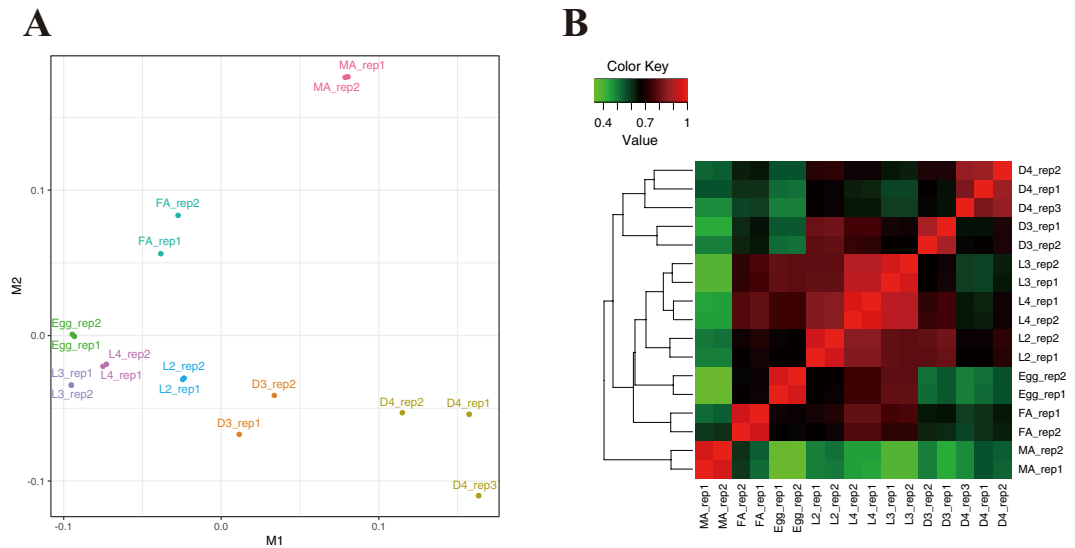 A
MA_rep1
MA_rep2
FA_rep2
FA_rep1
Egg_rep2
Egg_rep1
L4_rep2
L3_rep1
L4_rep1
L3_rep2
L2_rep2
L2_rep1
D3_rep2
D3_rep1
D4_rep2
D4_rep1
D4_rep3
0.1
0.0
-0.1
M2
-0.1
0.0
0.1
M1
B
Color Key
0.4 0.7 1
Value
D4_rep2
D4_rep1
D4_rep3
D3_rep1
D3_rep2
L3_rep2
L3_rep1
L4_rep1
L4_rep2
L2_rep2
L2_rep1
Egg_rep2
Egg_rep1
FA_rep1
FA_rep2
MA_rep2
MA_rep1
MA_rep1
MA_rep2
FA_rep2
FA_rep1
Egg_rep1
Egg_rep2
L2_rep1
L2_rep2
L4_rep2
L4_rep1
L3_rep1
L3_rep2
D3_rep2
D3_rep1
D4_rep3
D4_rep1
D4_rep2